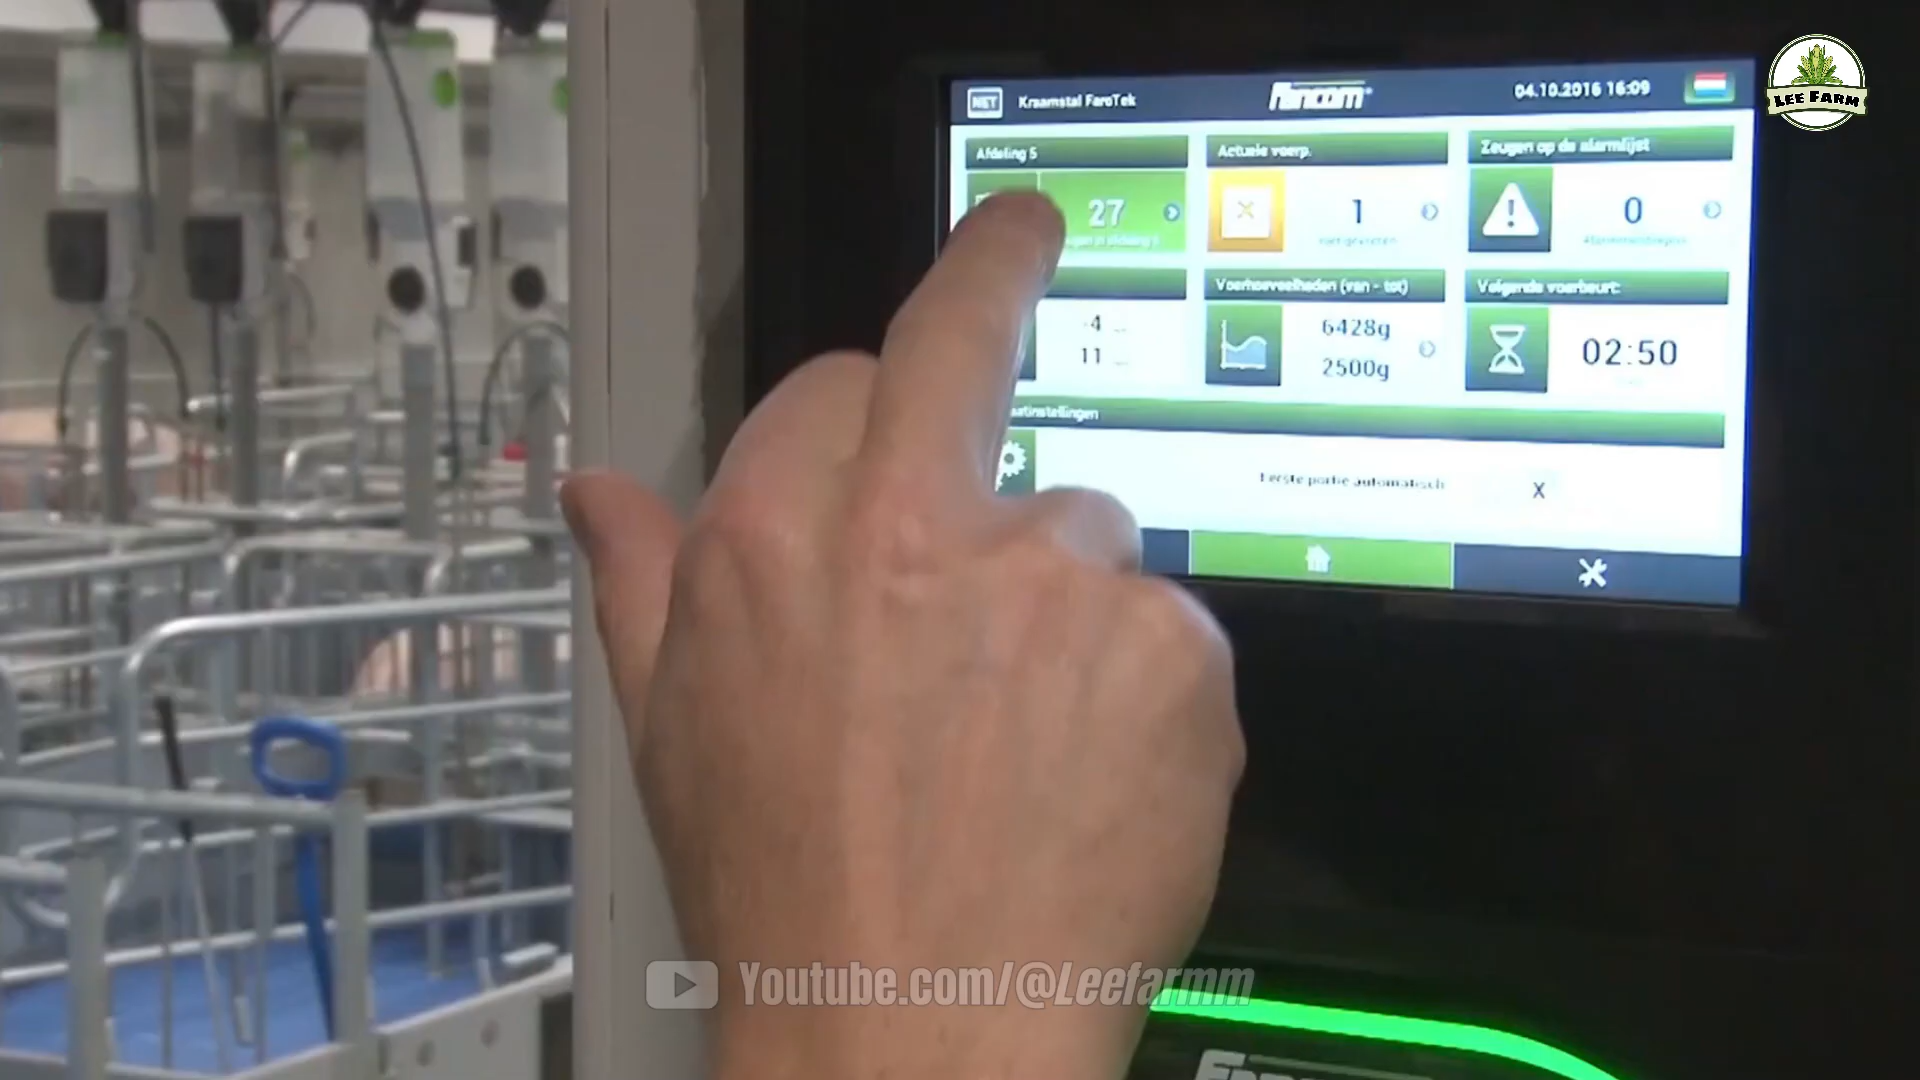 LEE FARM
NET Kraamstal FaroTek Fancom 04.10.2016 16:09
Afdeling 5 Actuele voerp. Zeugen op de alarmlijst
27 1 0
Voerhoeveelheden (van - tot) Volgende voerbeurt:
-4 6428g
11 2500g 02:50
Eerste portie automatisch X
Youtube.com/@Leefarmm